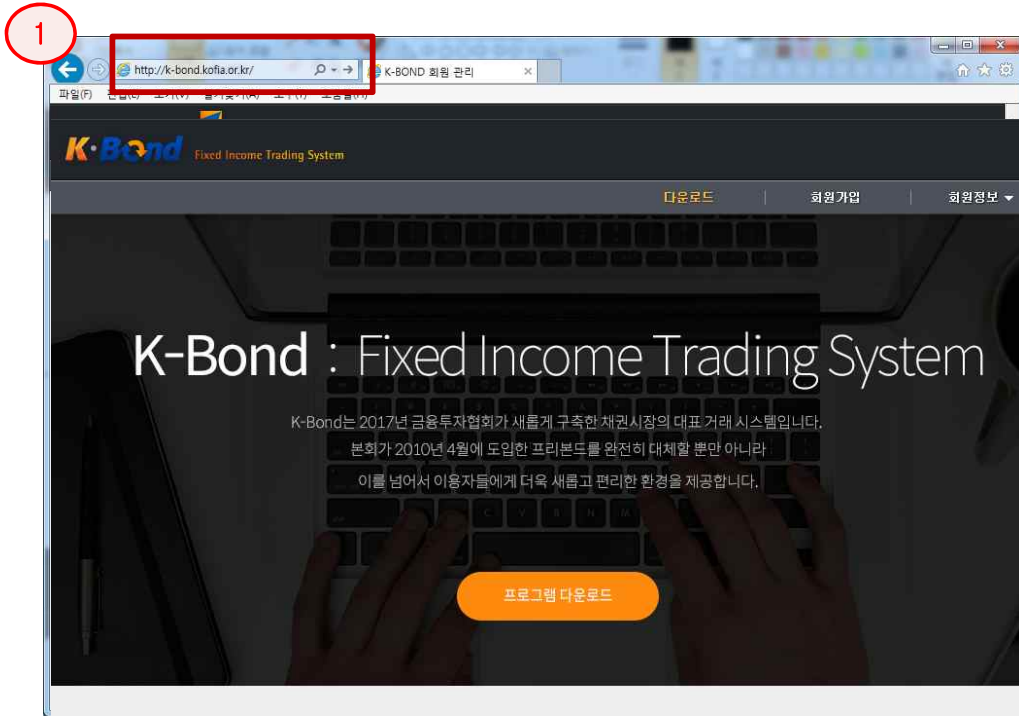 1
http://k-bond.kofia.or.kr/
K-BOND 회원 관리
파일(F)
K·Bond Fixed Income Trading System
다운로드 | 회원가입 | 회원정보
K-Bond : Fixed Income Trading System
K-Bond는 2017년 금융투자협회가 새롭게 구축한 채권시장의 대표 거래 시스템입니다.
본회가 2010년 4월에 도입한 프리본드를 완전히 대체할 뿐만 아니라
이를 넘어서 이용자들에게 더욱 새롭고 편리한 환경을 제공합니다.
프로그램 다운로드